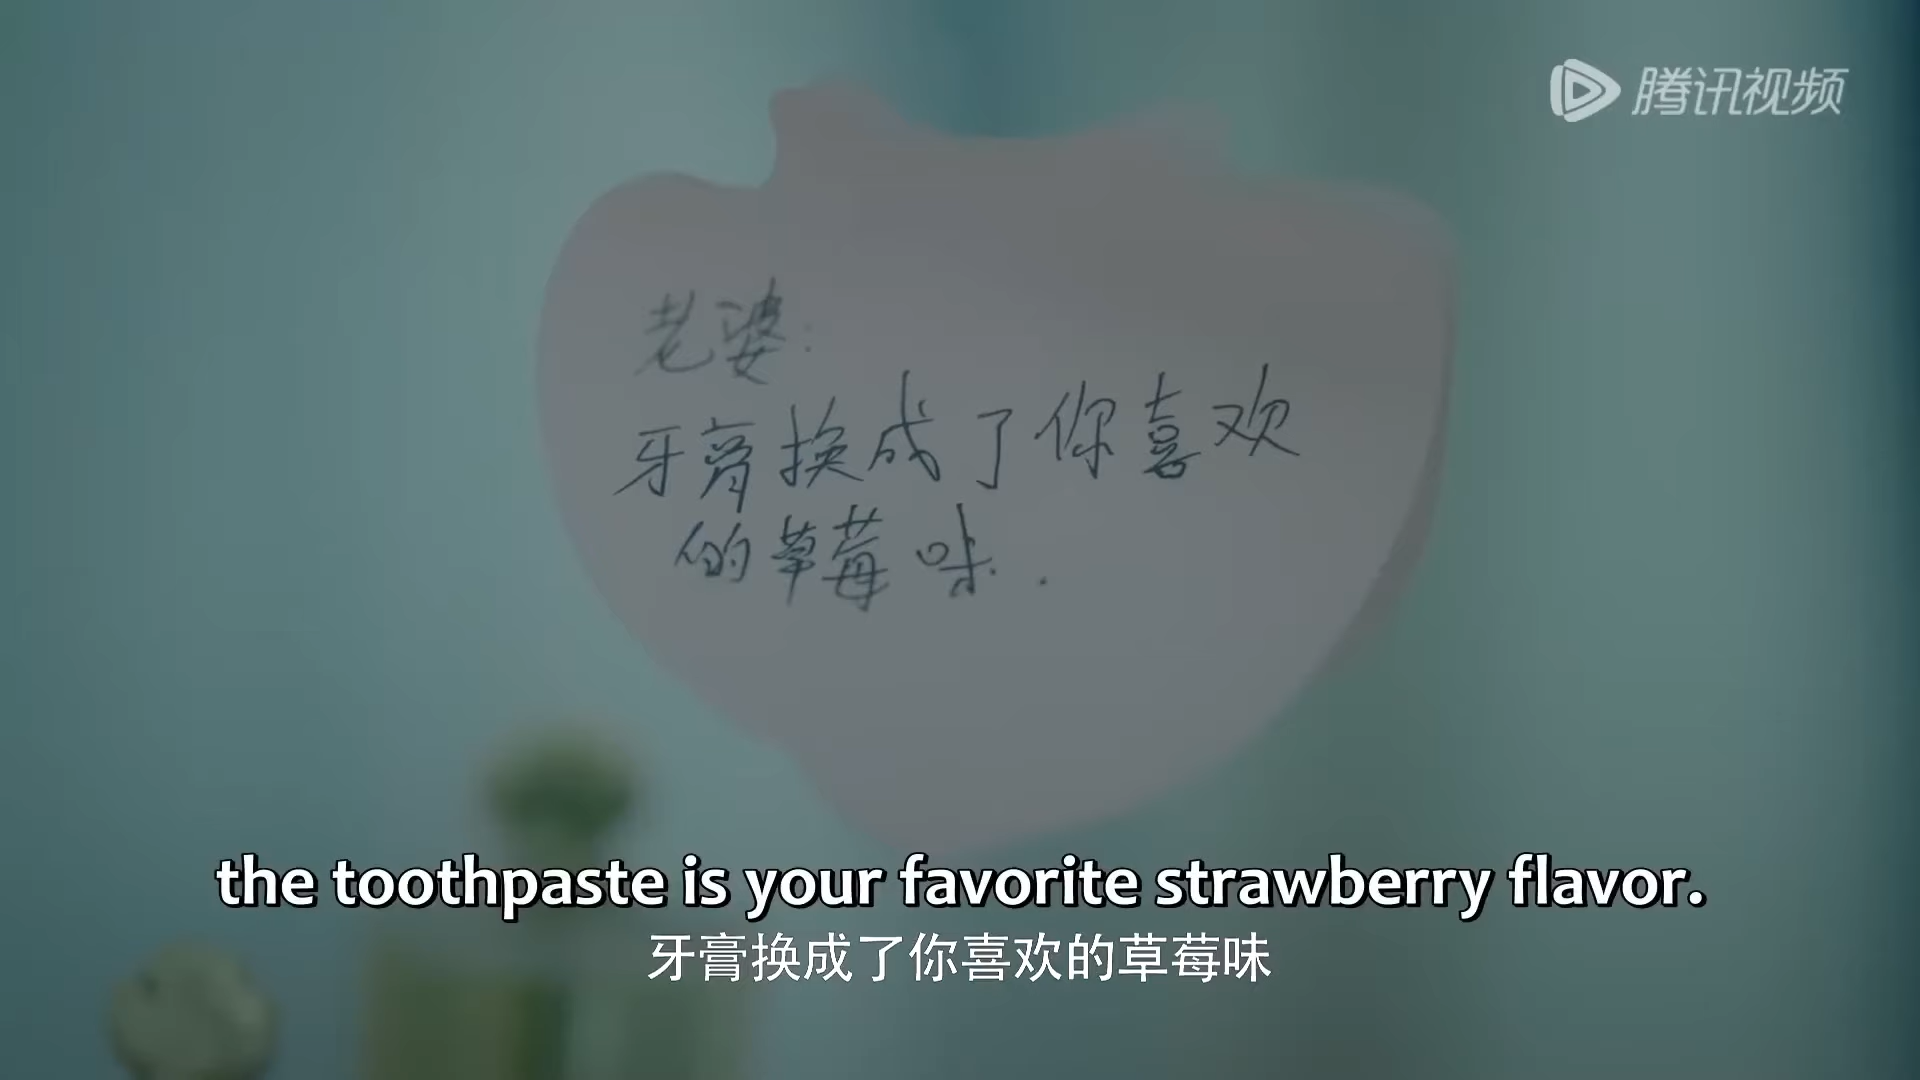 腾讯视频
老婆:
牙膏换成了你喜欢
的草莓味.
the toothpaste is your favorite strawberry flavor.
牙膏换成了你喜欢的草莓味